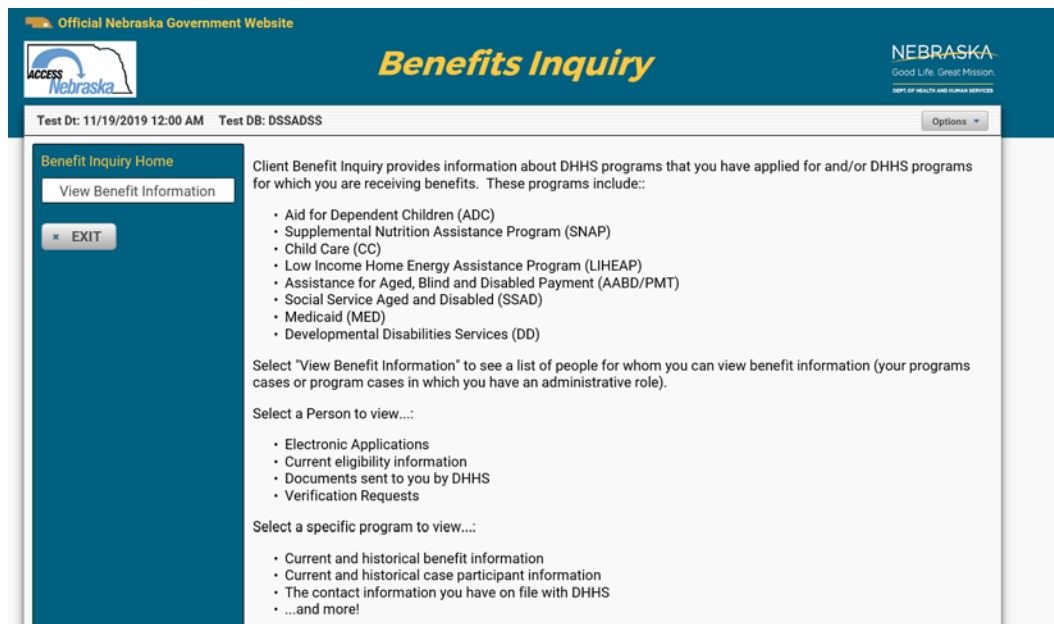 Official Nebraska Government Website
ACCESS
Nebraska
Benefits Inquiry
NEBRASKA
Good Life. Great Mission.
DEPT. OF HEALTH AND HUMAN SERVICES
Test Dt: 11/19/2019 12:00 AM Test DB: DSSADSS
Options
Benefit Inquiry Home
View Benefit Information
× EXIT
Client Benefit Inquiry provides information about DHHS programs that you have applied for and/or DHHS programs
for which you are receiving benefits. These programs include::
• Aid for Dependent Children (ADC)
• Supplemental Nutrition Assistance Program (SNAP)
• Child Care (CC)
• Low Income Home Energy Assistance Program (LIHEAP)
• Assistance for Aged, Blind and Disabled Payment (AABD/PMT)
• Social Service Aged and Disabled (SSAD)
• Medicaid (MED)
• Developmental Disabilities Services (DD)
Select "View Benefit Information" to see a list of people for whom you can view benefit information (your programs
cases or program cases in which you have an administrative role).
Select a Person to view...:
• Electronic Applications
• Current eligibility information
• Documents sent to you by DHHS
• Verification Requests
Select a specific program to view...:
• Current and historical benefit information
• Current and historical case participant information
• The contact information you have on file with DHHS
• ...and more!